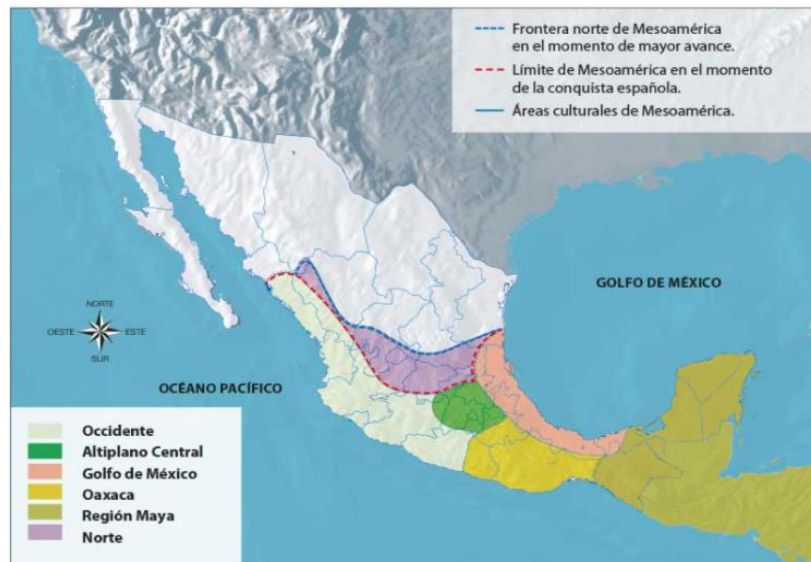 Frontera norte de Mesoamérica
en el momento de mayor avance.
Límite de Mesoamérica en el momento
de la conquista española.
Áreas culturales de Mesoamérica.
GOLFO DE MÉXICO
NORTE
OESTE
ESTE
SUR
OCÉANO PACÍFICO
Occidente
Altiplano Central
Golfo de México
Oaxaca
Región Maya
Norte